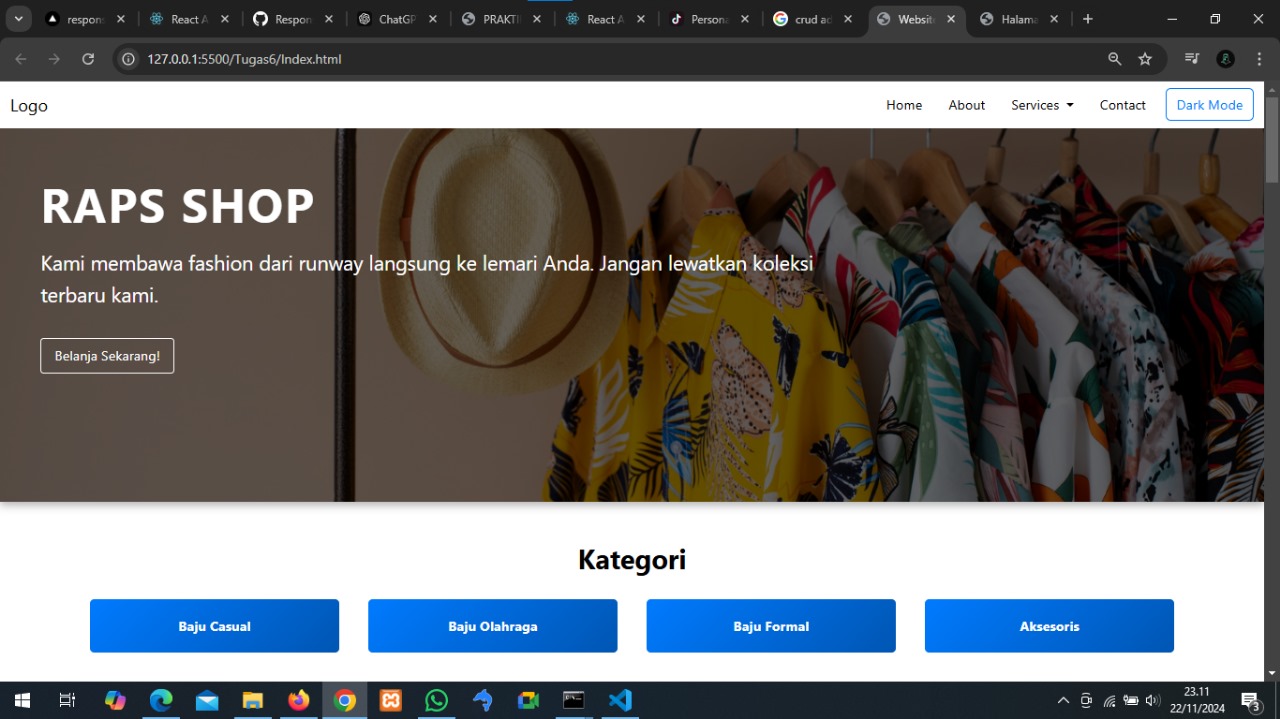 respons
React A
Respon
ChatGP
PRAKTI
React A
Persona
crud ad
Website
Halama
127.0.0.1:5500/Tugas6/Index.html
Logo
Home
About
Services
Contact
Dark Mode
RAPS SHOP
Kami membawa fashion dari runway langsung ke lemari Anda. Jangan lewatkan koleksi
terbaru kami.
Belanja Sekarang!
Kategori
Baju Casual
Baju Olahraga
Baju Formal
Aksesoris
23.11
22/11/2024
3